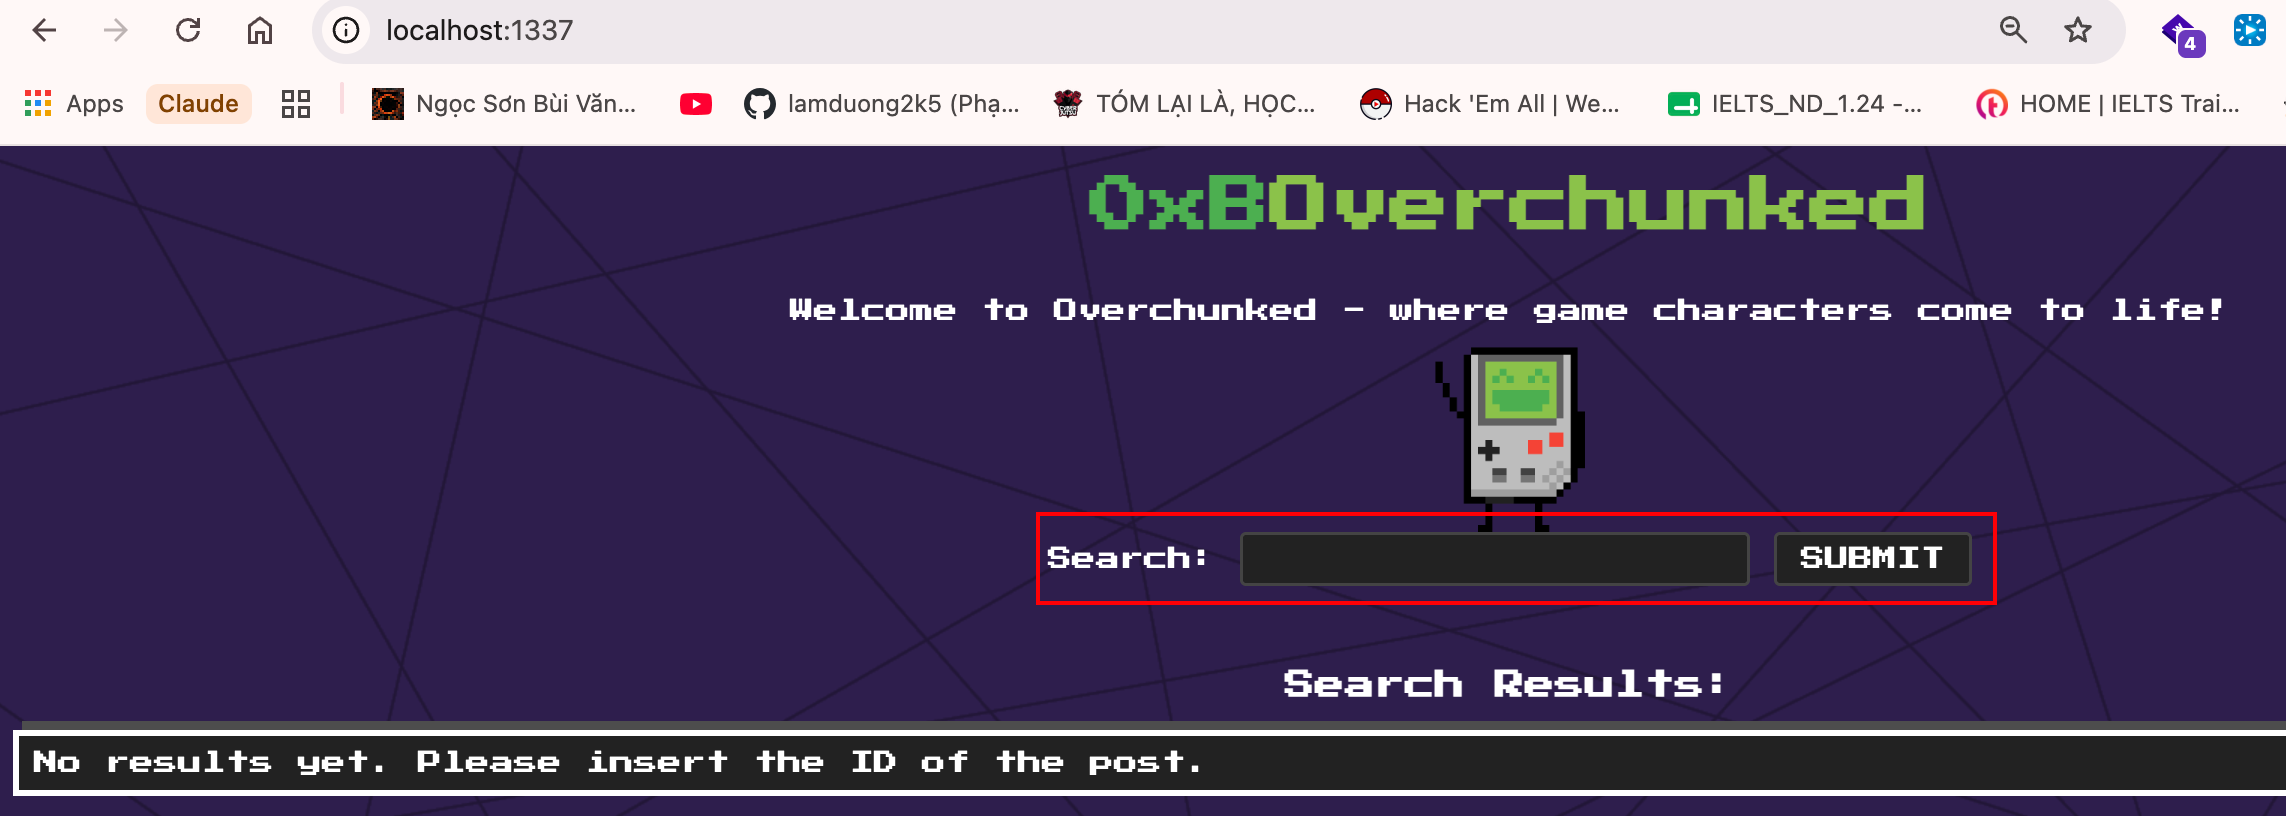 localhost:1337
4
Apps Claude Ngọc Sơn Bùi Văn... lamduong2k5 (Phạ... TÓM LẠI LÀ, HỌC... Hack 'Em All | We... IELTS_ND_1.24 -... HOME | IELTS Trai...
0xBOverchunked
Welcome to Overchunked - where game characters come to life!
Search: SUBMIT
Search Results:
No results yet. Please insert the ID of the post.